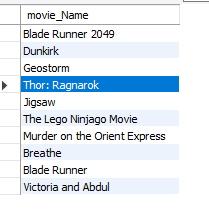 movie_Name
Blade Runner 2049
Dunkirk
Geostorm
Thor: Ragnarok
Jigsaw
The Lego Ninjago Movie
Murder on the Orient Express
Breathe
Blade Runner
Victoria and Abdul